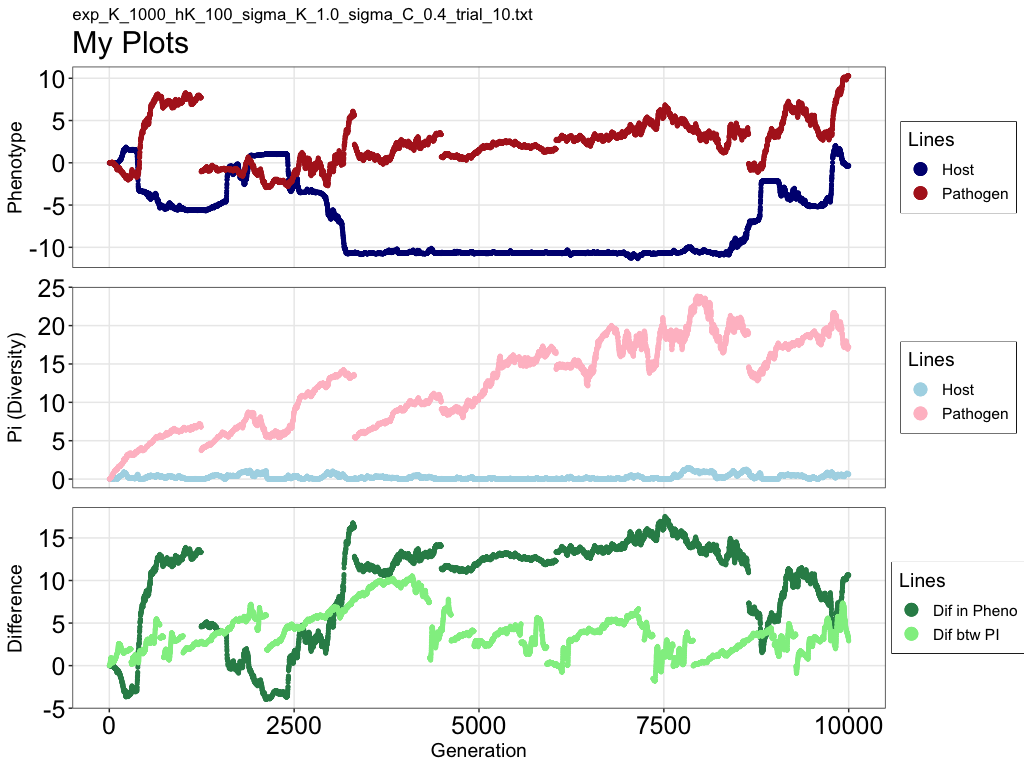 exp_K_1000_hK_100_sigma_K_1.0_sigma_C_0.4_trial_10.txt
My Plots
Phenotype
10
5
0
-5
-10
Lines
Host
Pathogen
Pi (Diversity)
25
20
15
10
5
0
Lines
Host
Pathogen
Difference
15
10
5
0
-5
Lines
Dif in Pheno
Dif btw PI
0 2500 5000 7500 10000
Generation